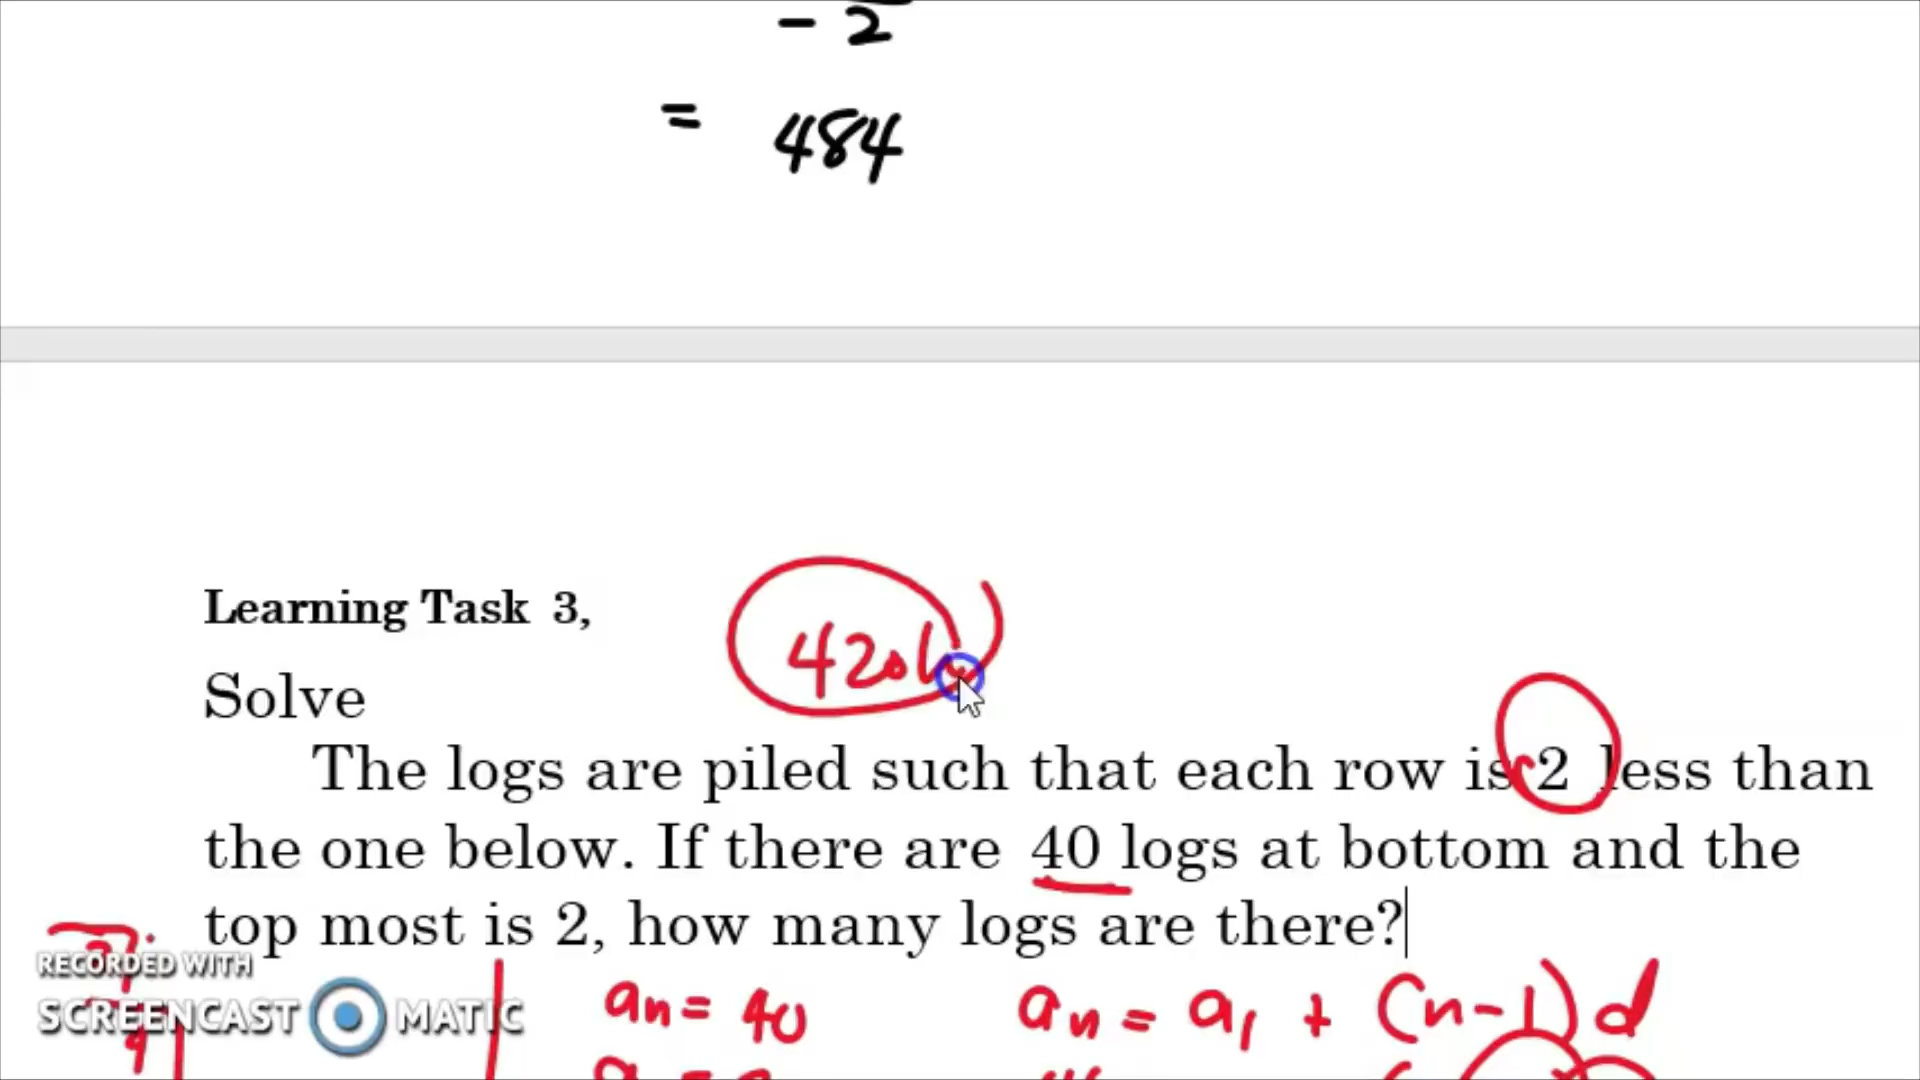 - 2
= 484
Learning Task 3,
420
Solve
The logs are piled such that each row is 2 less than
the one below. If there are 40 logs at bottom and the
top most is 2, how many logs are there?
RECORDED WITH
SCREENCAST MATIC
an = 40
an = a1 + (n-1) d